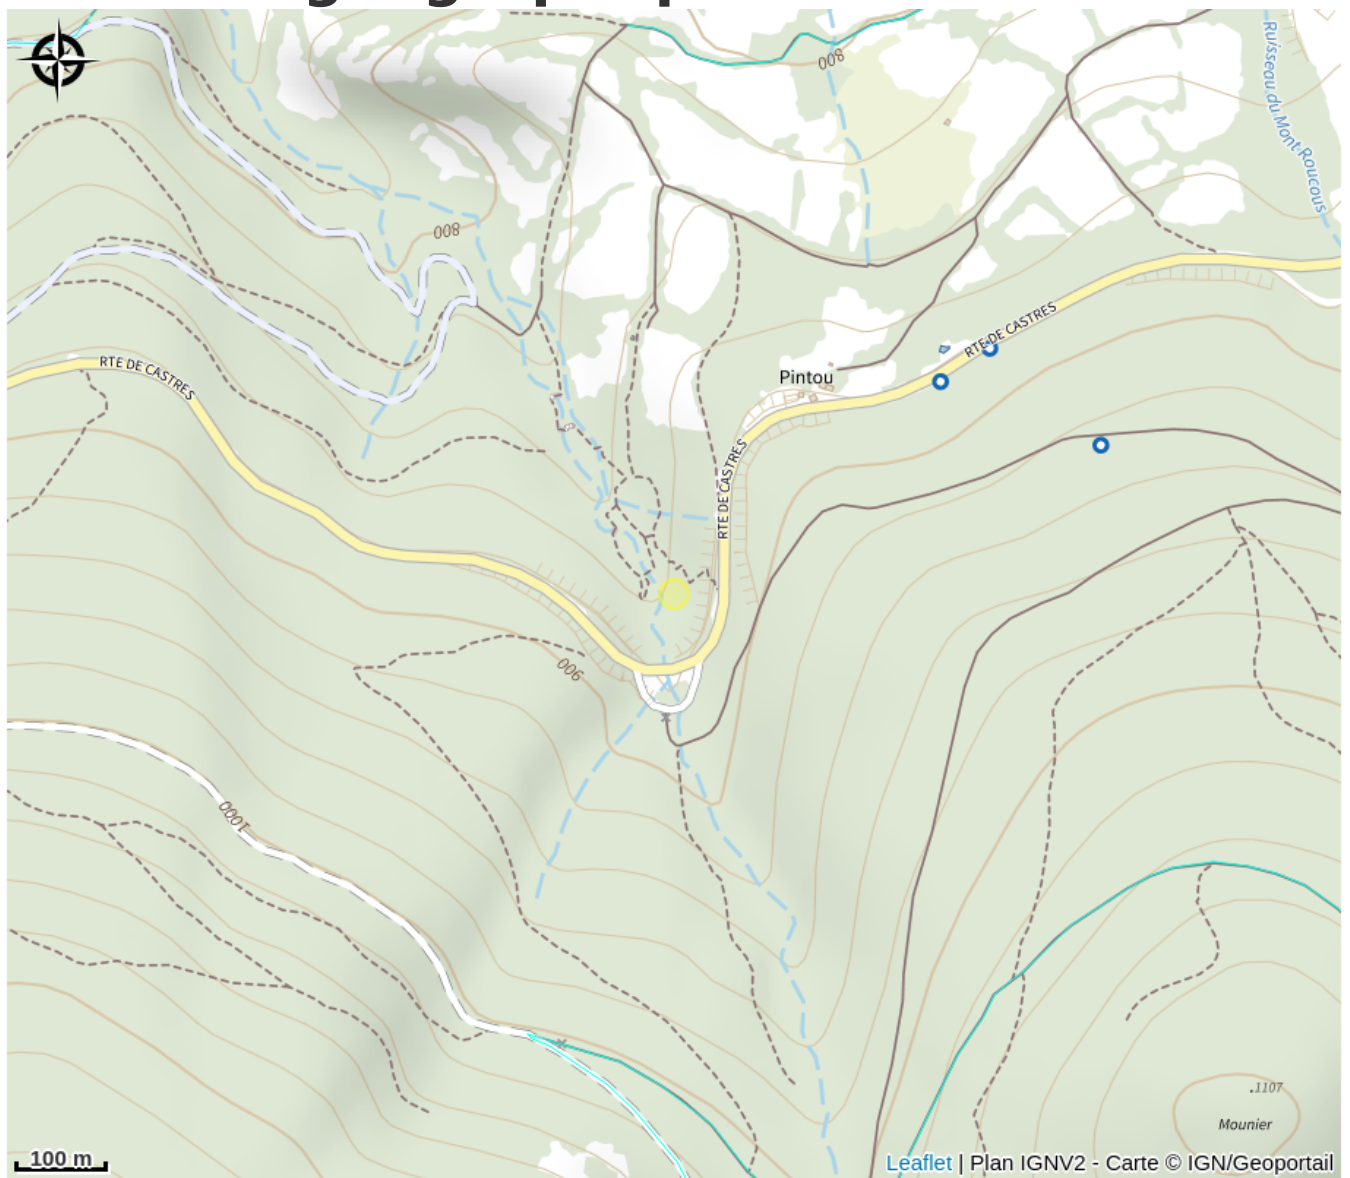 800
Ruisseau du Mont-Roucous
800
RTE DE CASTRES
RTE DE CASTRES
Pintou
RTE DE CASTRES
900
1000
.1107
Mounier
100 m
Leaflet | Plan IGNV2 - Carte © IGN/Geoportail